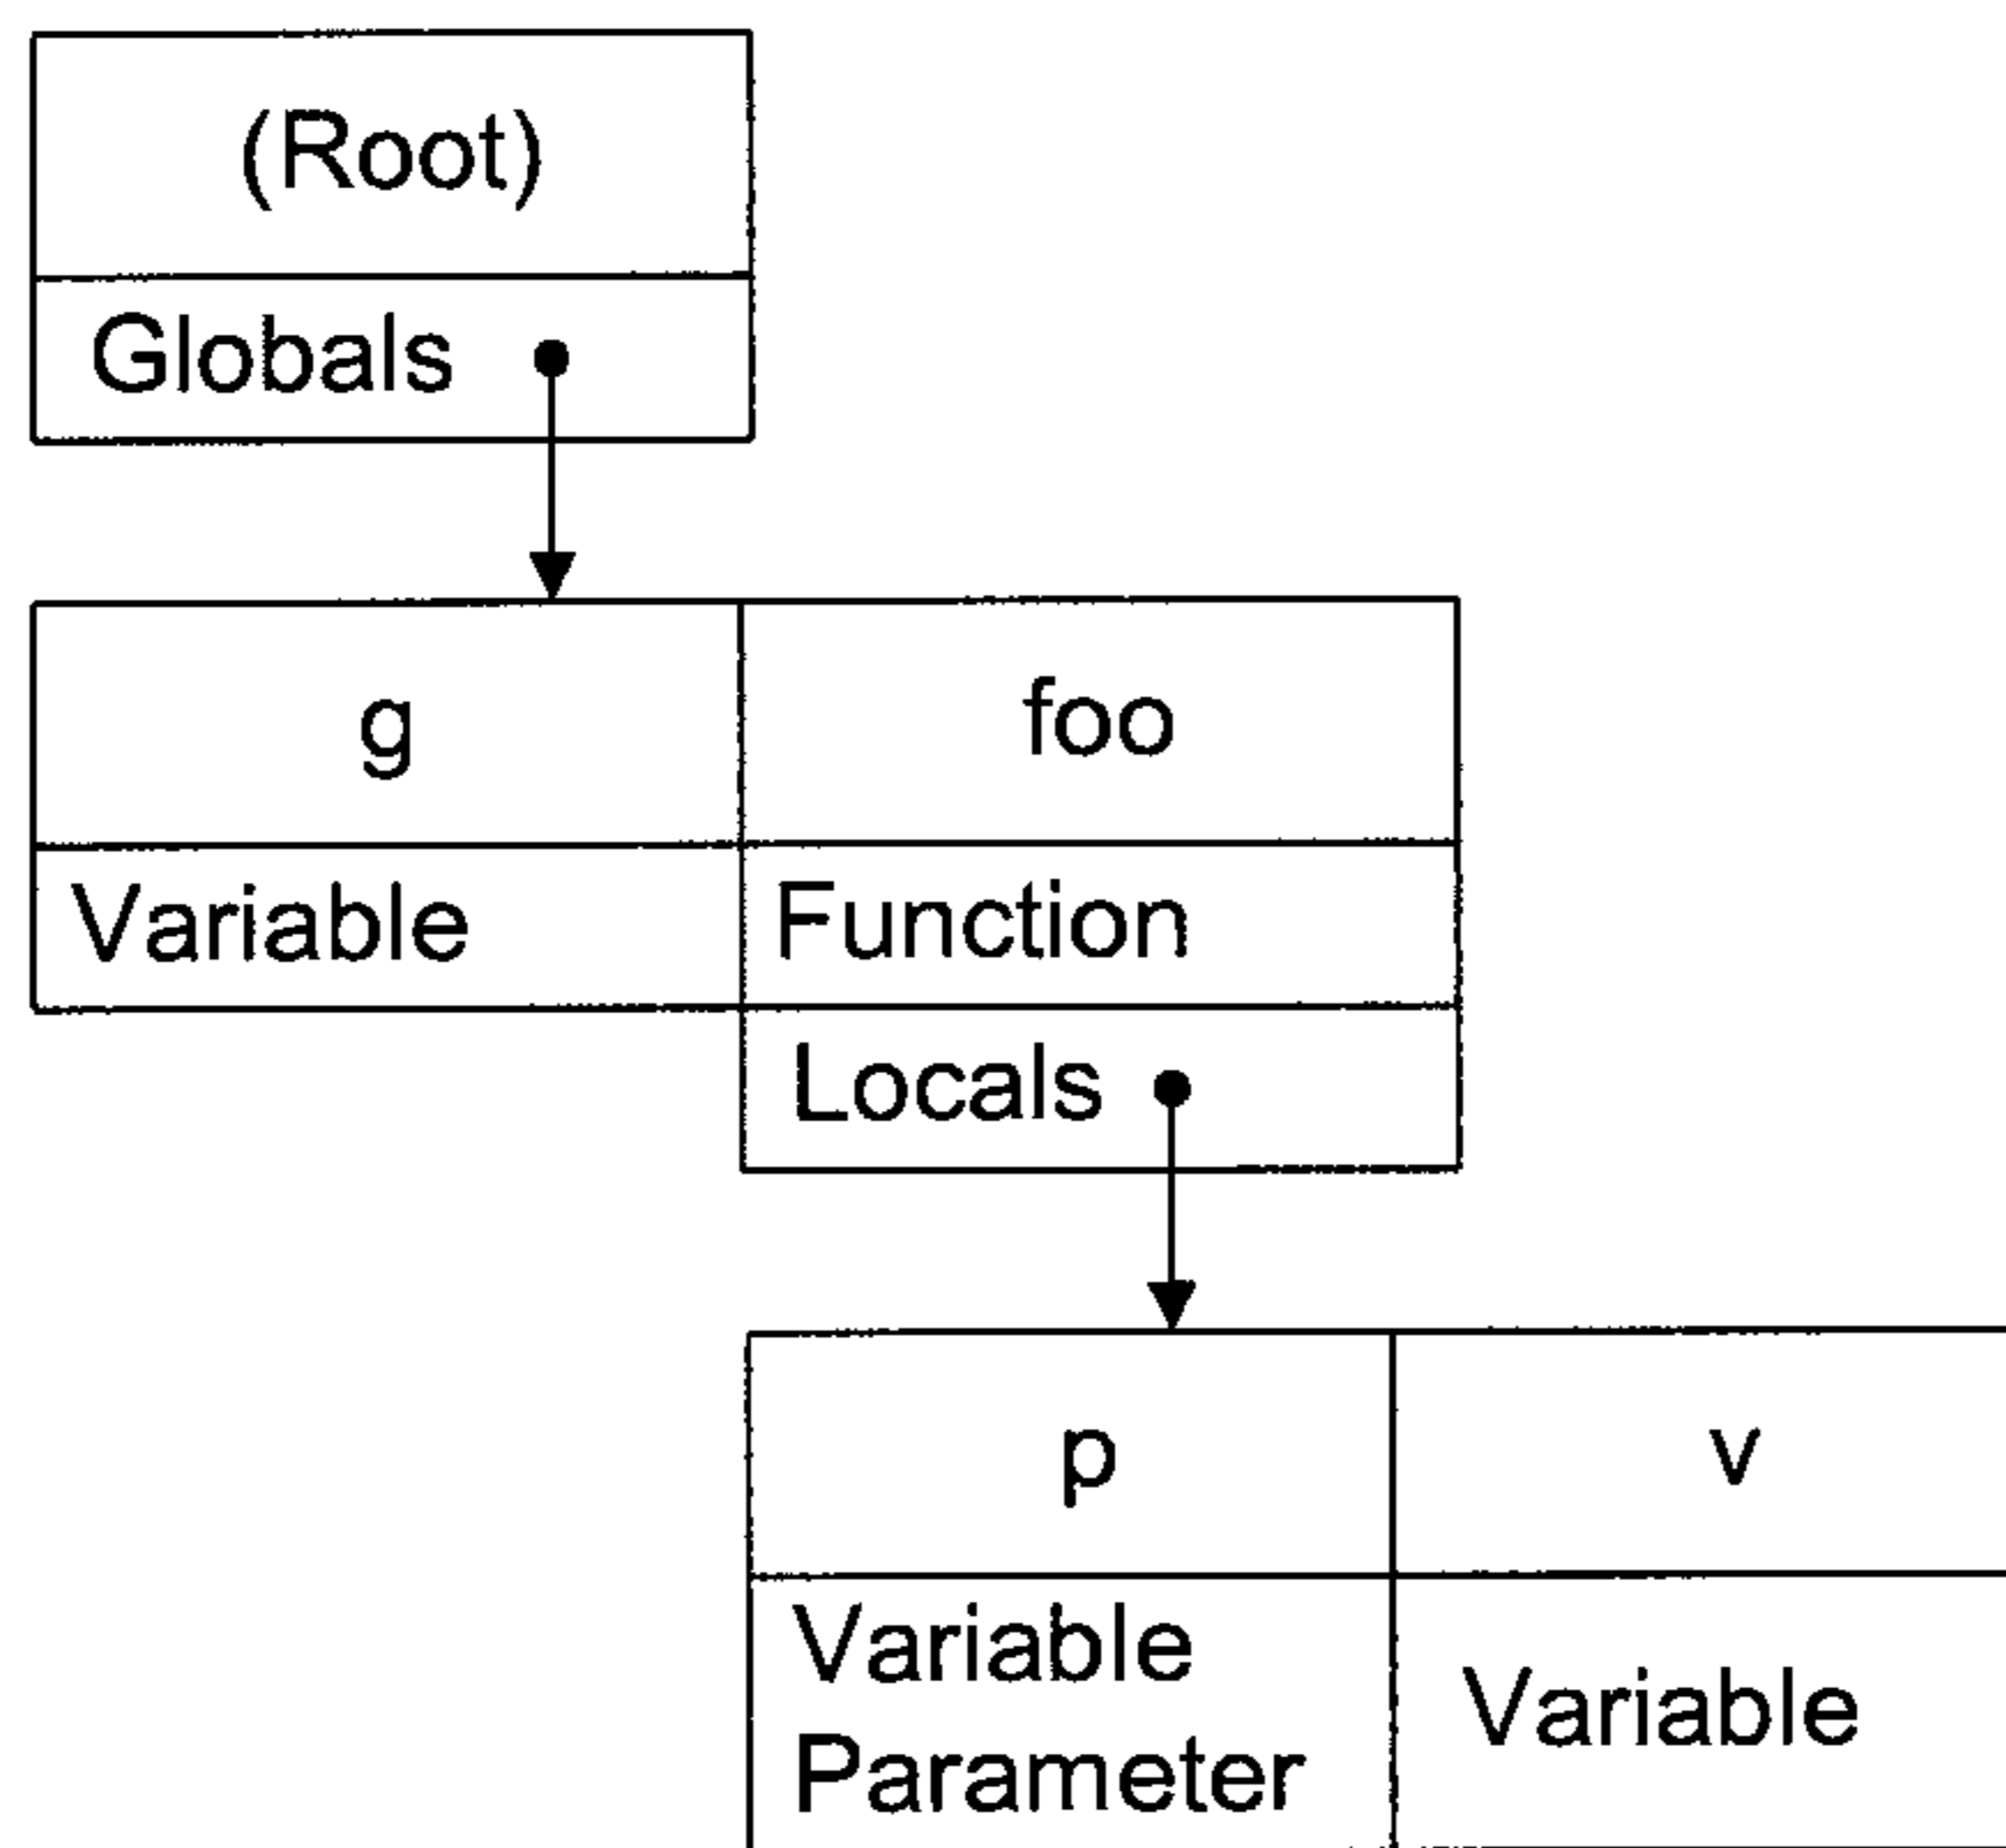 (Root)
Globals
g foo
Variable Function
Locals
p v
Variable
Parameter
Variable